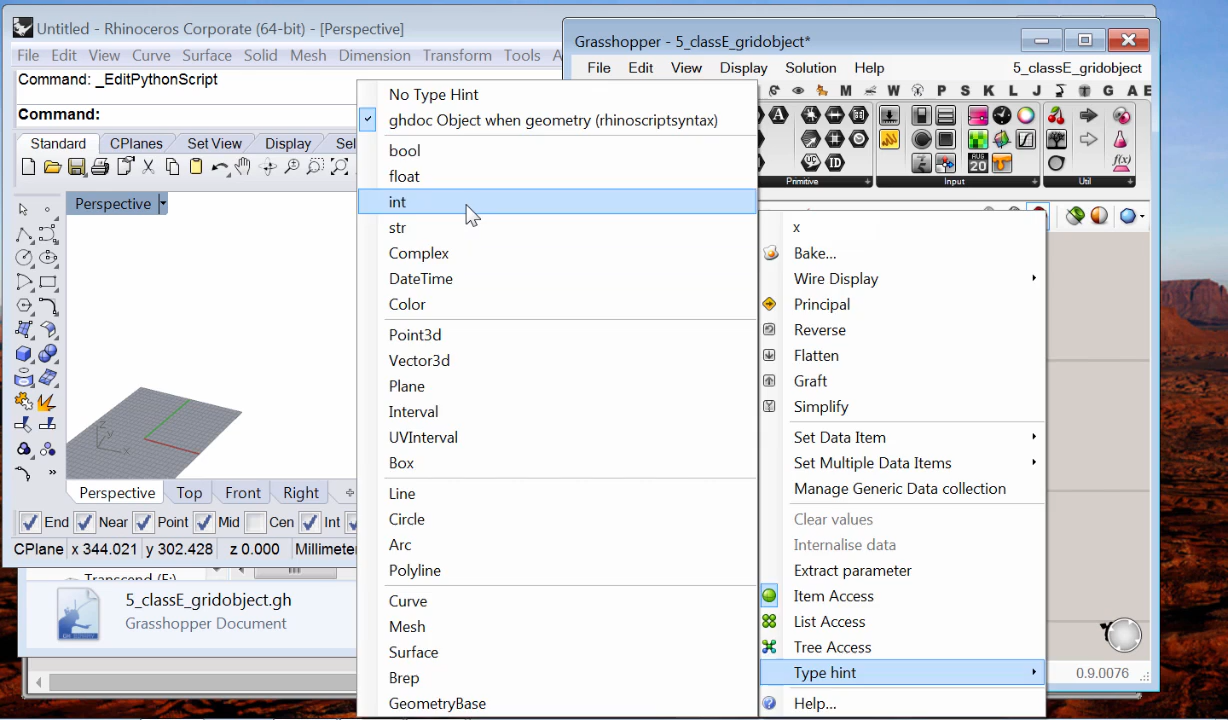 Untitled - Rhinoceros Corporate (64-bit) - [Perspective]
File Edit View Curve Surface Solid Mesh Dimension Transform Tools A
Command: _EditPythonScript
Command:
Standard CPlanes Set View Display Sel
Perspective
Perspective Top Front Right
End Near Point Mid Cen Int
CPlane x 344.021 y 302.428 z 0.000 Millimeter
Transcend (F:)
5_classE_gridobject.gh
Grasshopper Document
Grasshopper - 5_classE_gridobject*
File Edit View Display Solution Help 5_classE_gridobject
M W P S K L J G A E
Primitive Input Util
No Type Hint
ghdoc Object when geometry (rhinoscriptsyntax)
bool
float
int
str
Complex
DateTime
Color
Point3d
Vector3d
Plane
Interval
UVInterval
Box
Line
Circle
Arc
Polyline
Curve
Mesh
Surface
Brep
GeometryBase
x
Bake...
Wire Display
Principal
Reverse
Flatten
Graft
Simplify
Set Data Item
Set Multiple Data Items
Manage Generic Data collection
Clear values
Internalise data
Extract parameter
Item Access
List Access
Tree Access
Type hint
Help...
0.9.0076